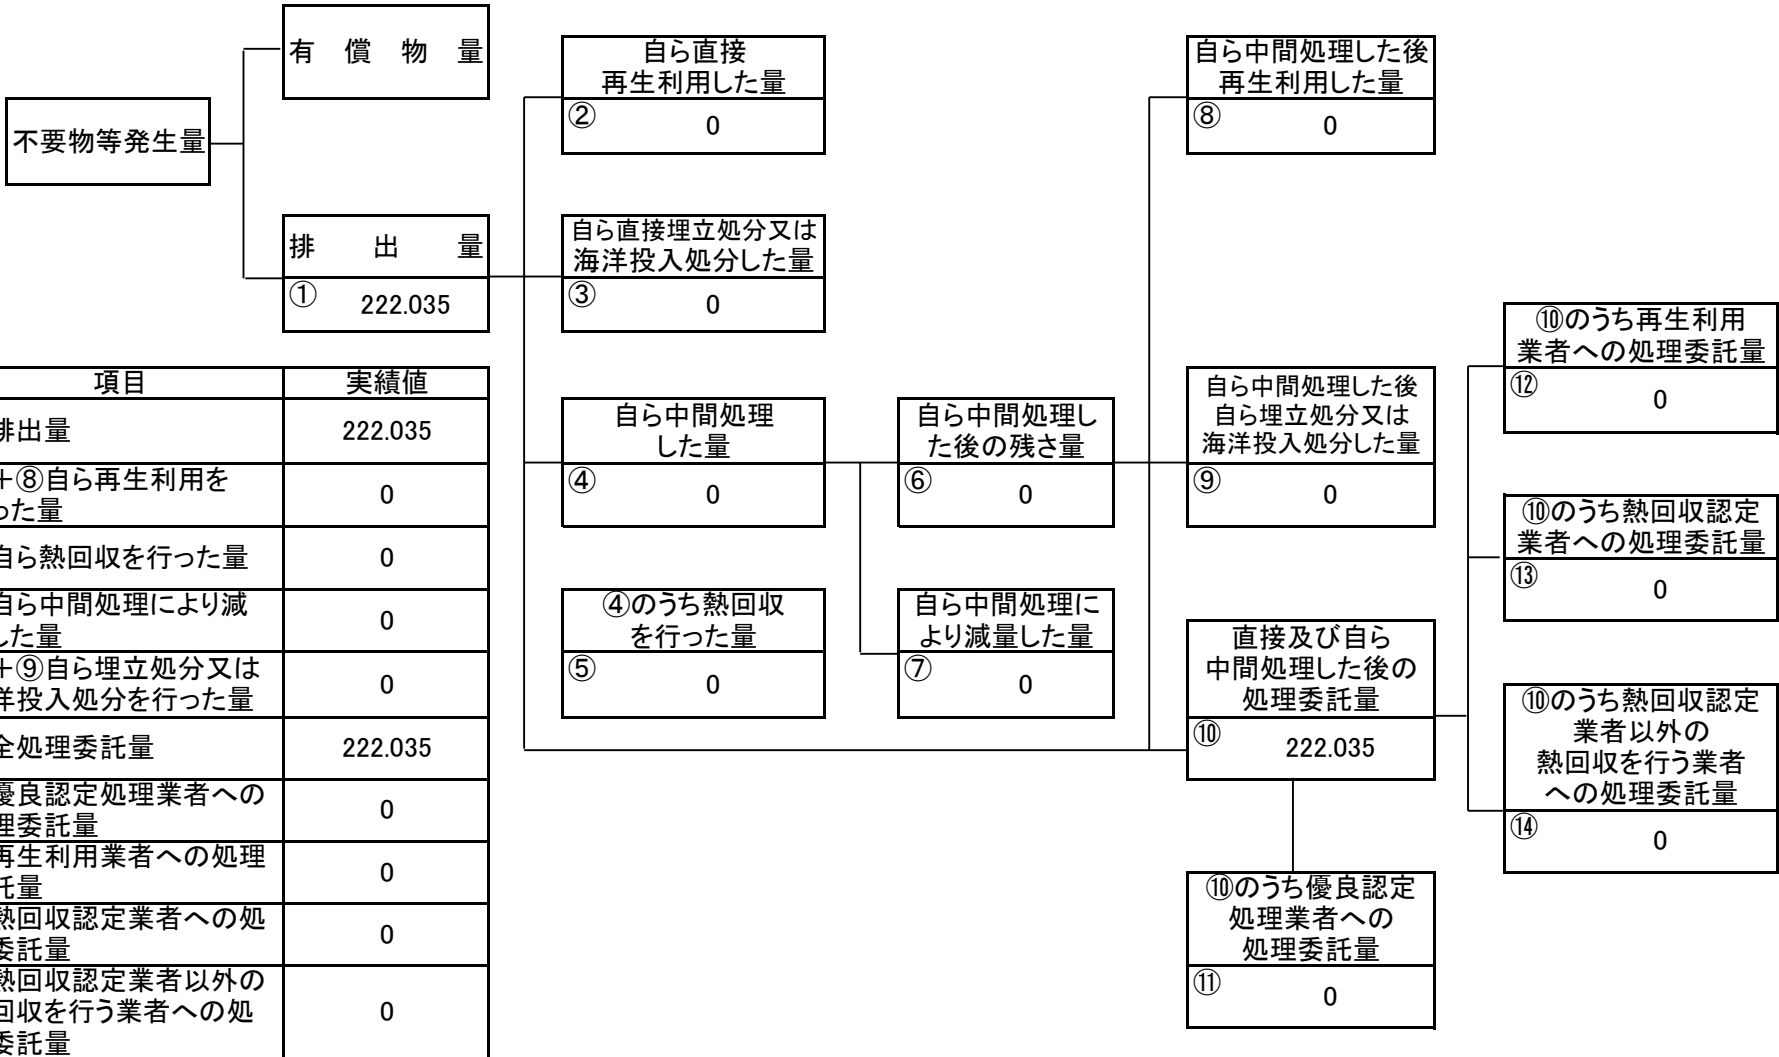 有償物量
不要物等発生量
排出量
① 222.035
自ら直接
再生利用した量
② 0
自ら直接埋立処分又は
海洋投入処分した量
③ 0
自ら中間処理
した量
④ 0
④のうち熱回収
を行った量
⑤ 0
自ら中間処理し
た後の残さ量
⑥ 0
自ら中間処理に
より減量した量
⑦ 0
自ら中間処理した後
再生利用した量
⑧ 0
自ら中間処理した後
自ら埋立処分又は
海洋投入処分した量
⑨ 0
直接及び自ら
中間処理した後の
処理委託量
⑩ 222.035
⑩のうち優良認定
処理業者への
処理委託量
⑪ 0
⑩のうち再生利用
業者への処理委託量
⑫ 0
⑩のうち熱回収認定
業者への処理委託量
⑬ 0
⑩のうち熱回収認定
業者以外の
熱回収を行う業者
への処理委託量
⑭ 0
項目 実績値
排出量 222.035
+⑧自ら再生利用を
った量 0
自ら熱回収を行った量 0
自ら中間処理により減
した量 0
+⑨自ら埋立処分又は
洋投入処分を行った量 0
全処理委託量 222.035
優良認定処理業者への
理委託量 0
再生利用業者への処理
託量 0
熱回収認定業者への処
委託量 0
熱回収認定業者以外の
回収を行う業者への処
委託量 0